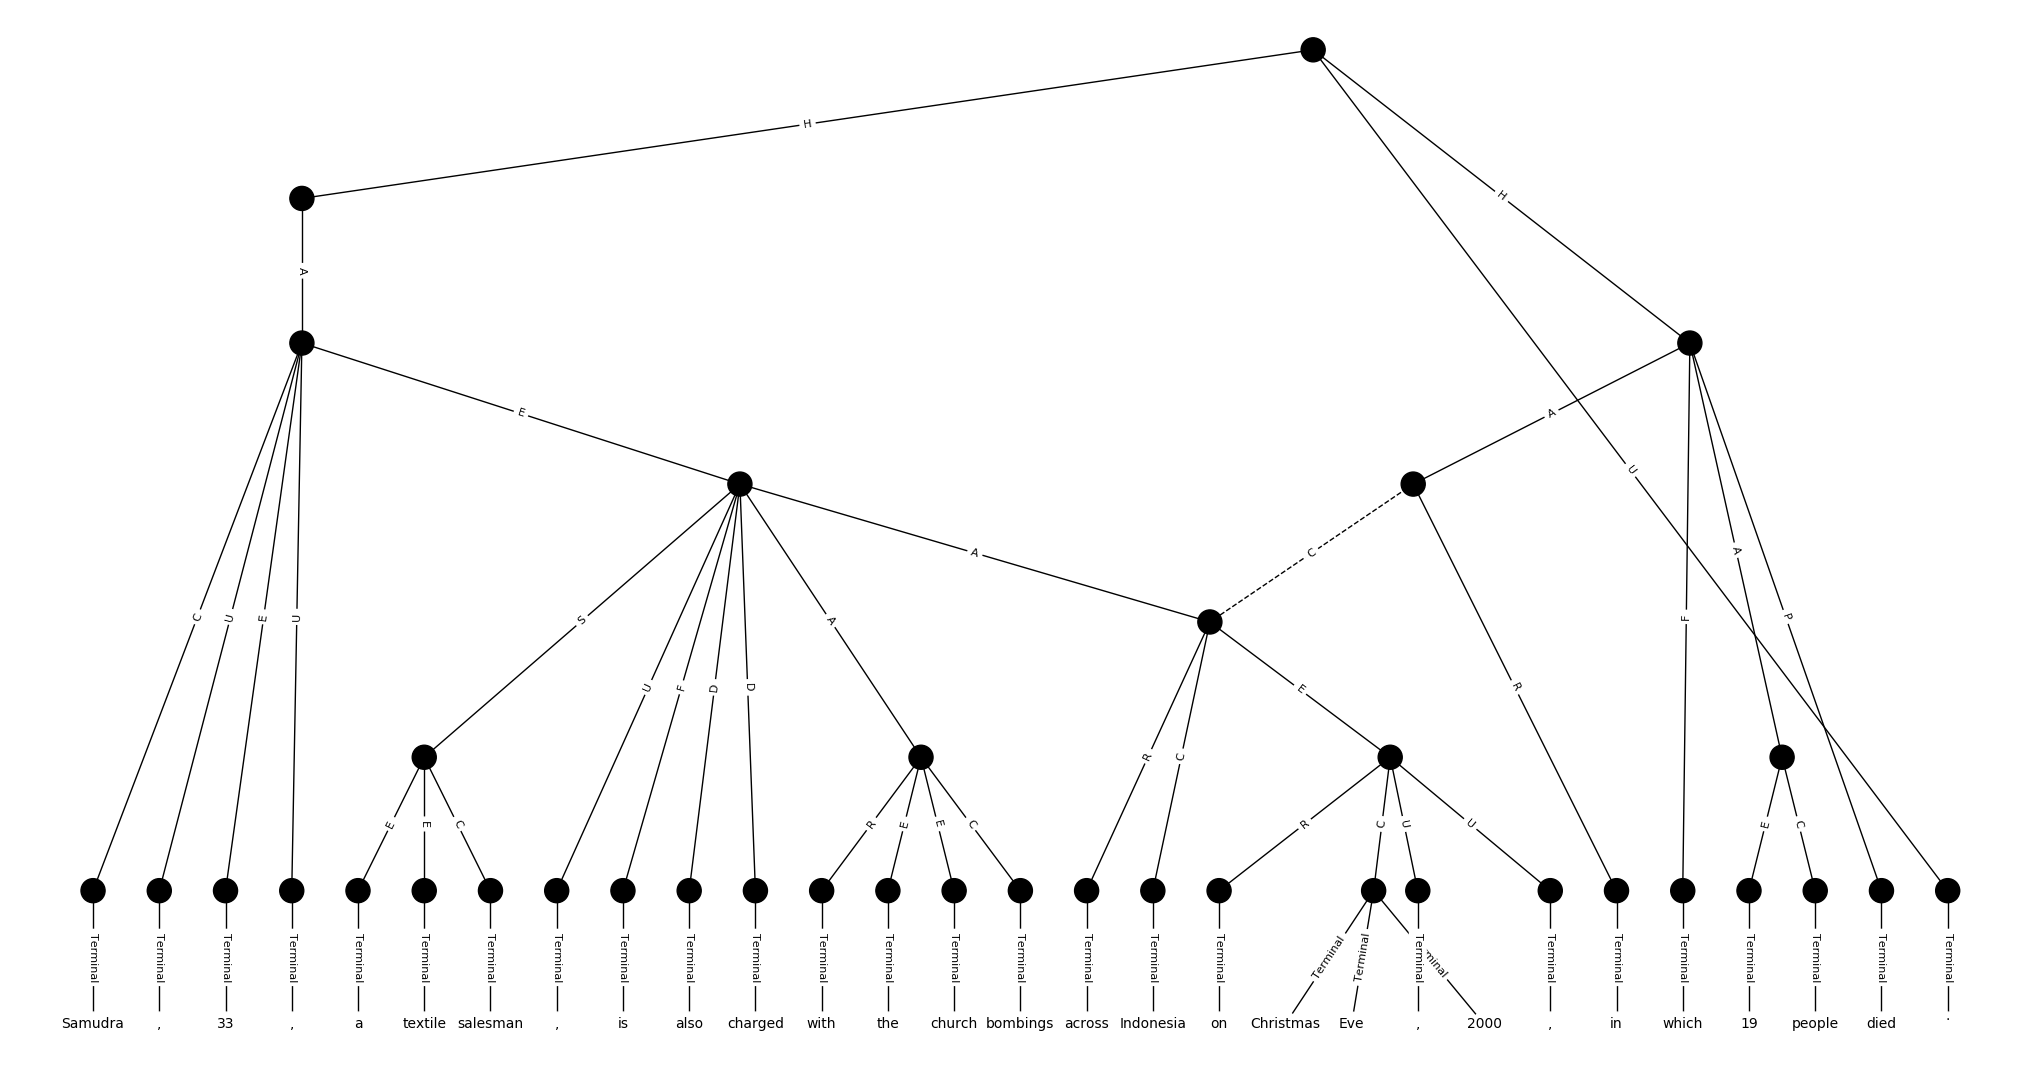 H
H
A
U
E
A
A
C
C
U
E
U
S
A
F
A
P
U
F
D
D
E
R
R
C
E
E
C
R
E
E
C
R
C
U
U
E
C
Terminal Terminal Terminal Terminal Terminal Terminal Terminal Terminal Terminal Terminal Terminal Terminal Terminal Terminal Terminal Terminal Terminal Terminal Terminal Terminal Terminal minal Terminal Terminal Terminal Terminal Terminal Terminal Terminal
Samudra , 33 , a textile salesman , is also charged with the church bombings across Indonesia on Christmas Eve , 2000 , in which 19 people died .